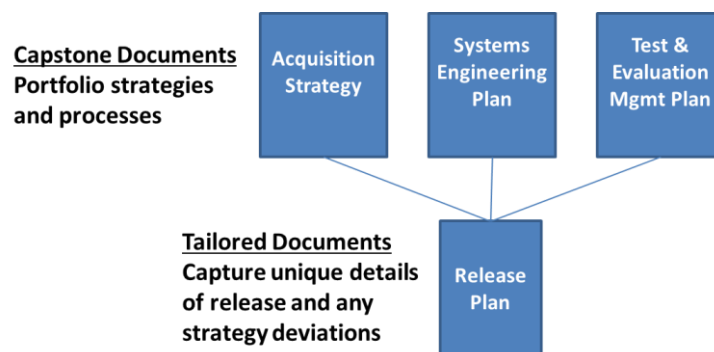 Capstone Documents
Portfolio strategies
and processes
Acquisition
Strategy
Systems
Engineering
Plan
Test &
Evaluation
Mgmt Plan
Tailored Documents
Capture unique details
of release and any
strategy deviations
Release
Plan